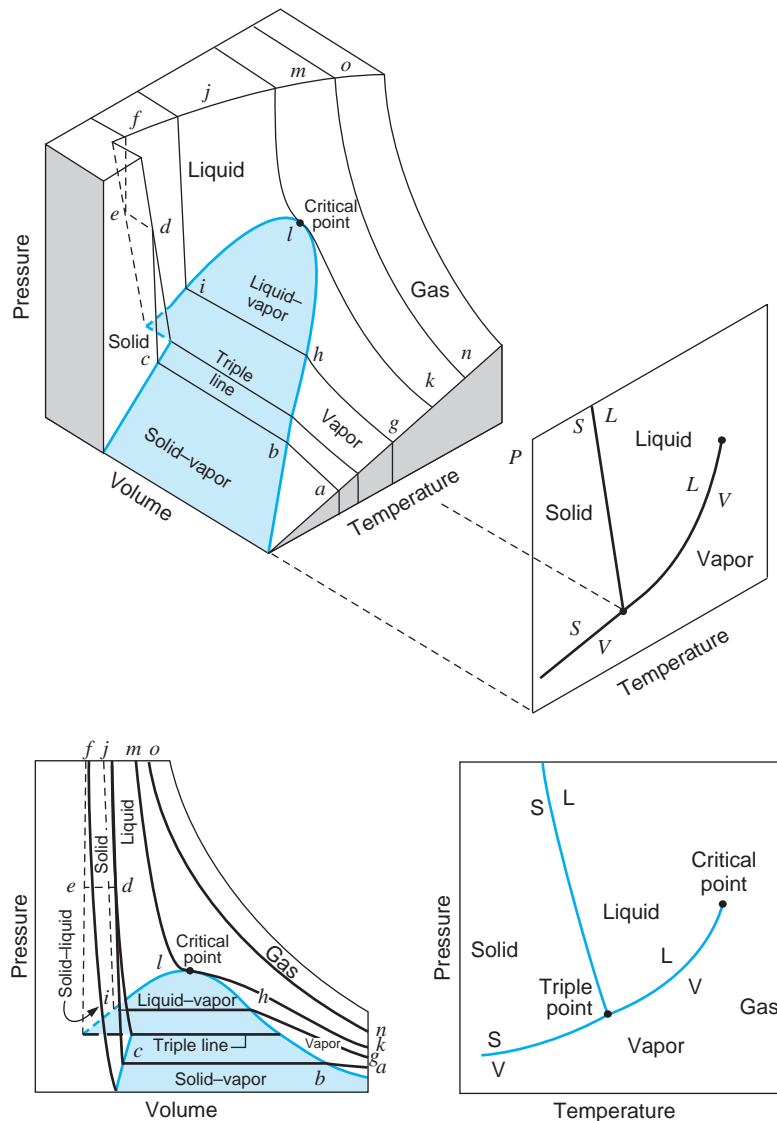 m
o
j
f
Liquid
e
d
Critical
point
l
Pressure
Liquid–
vapor
i
Gas
Solid
c
Triple
line
h
n
k
Vapor
g
Solid–vapor
b
a
Volume
Temperature
P
S
L
Liquid
L
V
Solid
Vapor
S
V
Temperature
f
j
m
o
Liquid
Solid
e
d
Solid–liquid
Pressure
l
Critical
point
Gas
i
Liquid–vapor
h
n
Triple line
Vapor
k
g
c
a
Solid–vapor
b
Volume
S
L
Critical
point
Liquid
Pressure
Solid
L
Triple
point
V
Gas
S
V
Vapor
Temperature